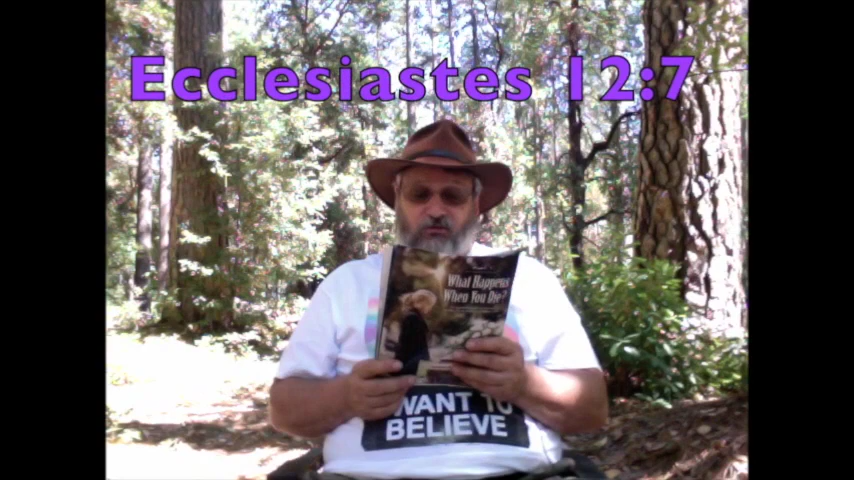 Ecclesiastes 12:7
What Happens
When You Die?
WANT TO
BELIEVE